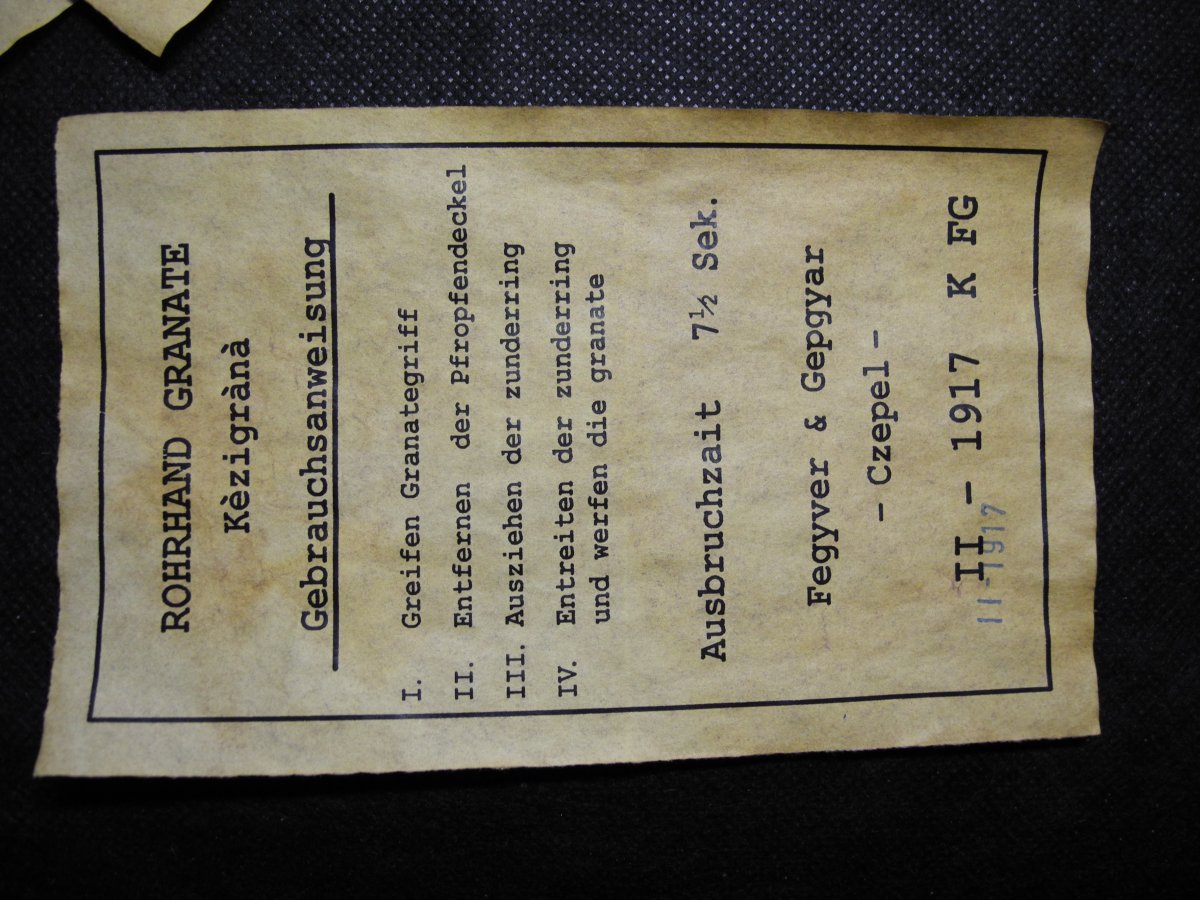 ROHRHAND GRANATE
Kèzigrànà
Gebrauchsanweisung
I. Greifen Granategriff
II. Entfernen der Pfropfendeckel
III. Ausziehen der zunderring
IV. Entreiten der zunderring
und werfen die granate
Ausbruchzait 7½ Sek.
Fegyver & Gepgyar
- Czepel -
II - 1917 K FG
11-1917